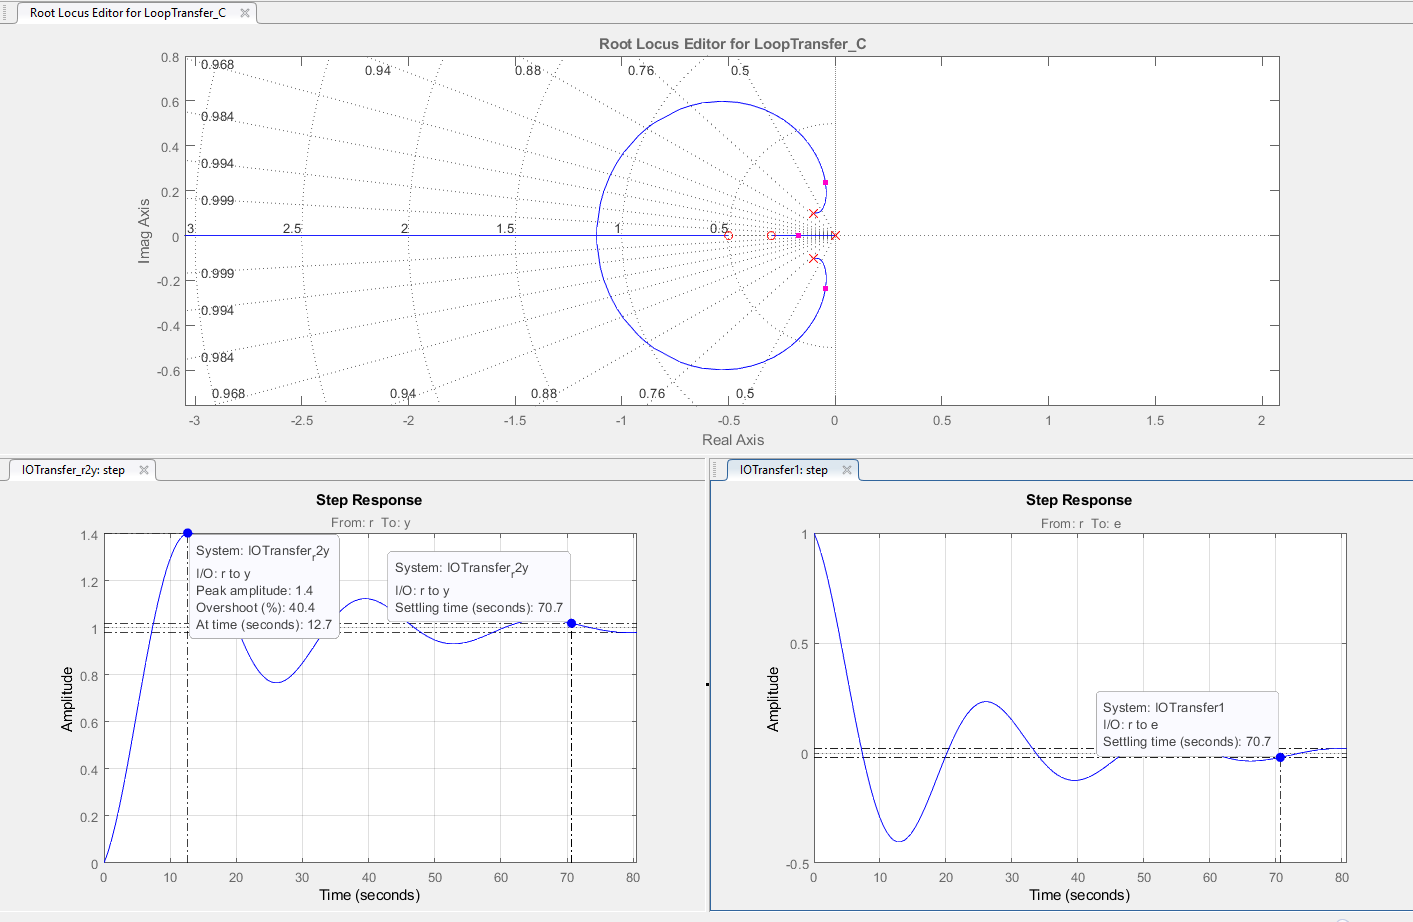 Root Locus Editor for LoopTransfer_C
Root Locus Editor for LoopTransfer_C
0.8
0.968
0.94
0.88
0.76
0.5
0.6
0.984
0.4
0.994
0.2
0.999
0
3
2.5
2
1.5
1
0.5
-0.2
0.999
-0.4
0.994
-0.6
0.984
0.968
0.94
0.88
0.76
0.5
Imag Axis
-3
-2.5
-2
-1.5
-1
-0.5
0
0.5
1
1.5
2
Real Axis
IOTransfer_r2y: step
Step Response
From: r To: y
1.4
1.2
1
0.8
0.6
0.4
0.2
0
Amplitude
System: IOTransfer_r2y
I/O: r to y
Peak amplitude: 1.4
Overshoot (%): 40.4
At time (seconds): 12.7
System: IOTransfer_r2y
I/O: r to y
Settling time (seconds): 70.7
0
10
20
30
40
50
60
70
80
Time (seconds)
IOTransfer1: step
Step Response
From: r To: e
1
0.5
0
-0.5
Amplitude
System: IOTransfer1
I/O: r to e
Settling time (seconds): 70.7
0
10
20
30
40
50
60
70
80
Time (seconds)